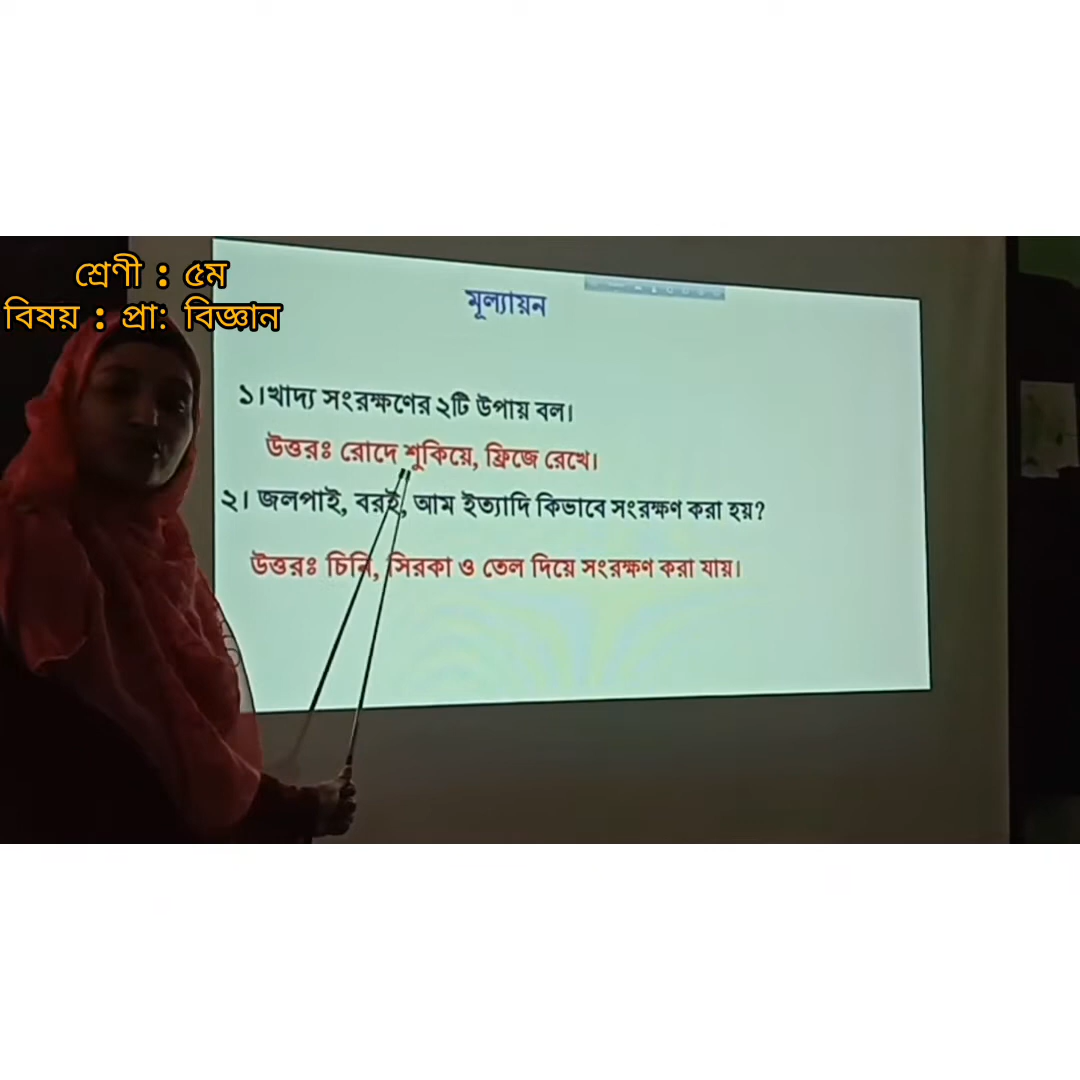 শ্রেণী : ৫ম
বিষয় : প্রা: বিজ্ঞান
মূল্যায়ন
১।খাদ্য সংরক্ষণের ২টি উপায় বল।
উত্তরঃ রোদে শুকিয়ে, ফ্রিজে রেখে।
২। জলপাই, বরই, আম ইত্যাদি কিভাবে সংরক্ষণ করা হয়?
উত্তরঃ চিনি, সিরকা ও তেল দিয়ে সংরক্ষণ করা যায়।